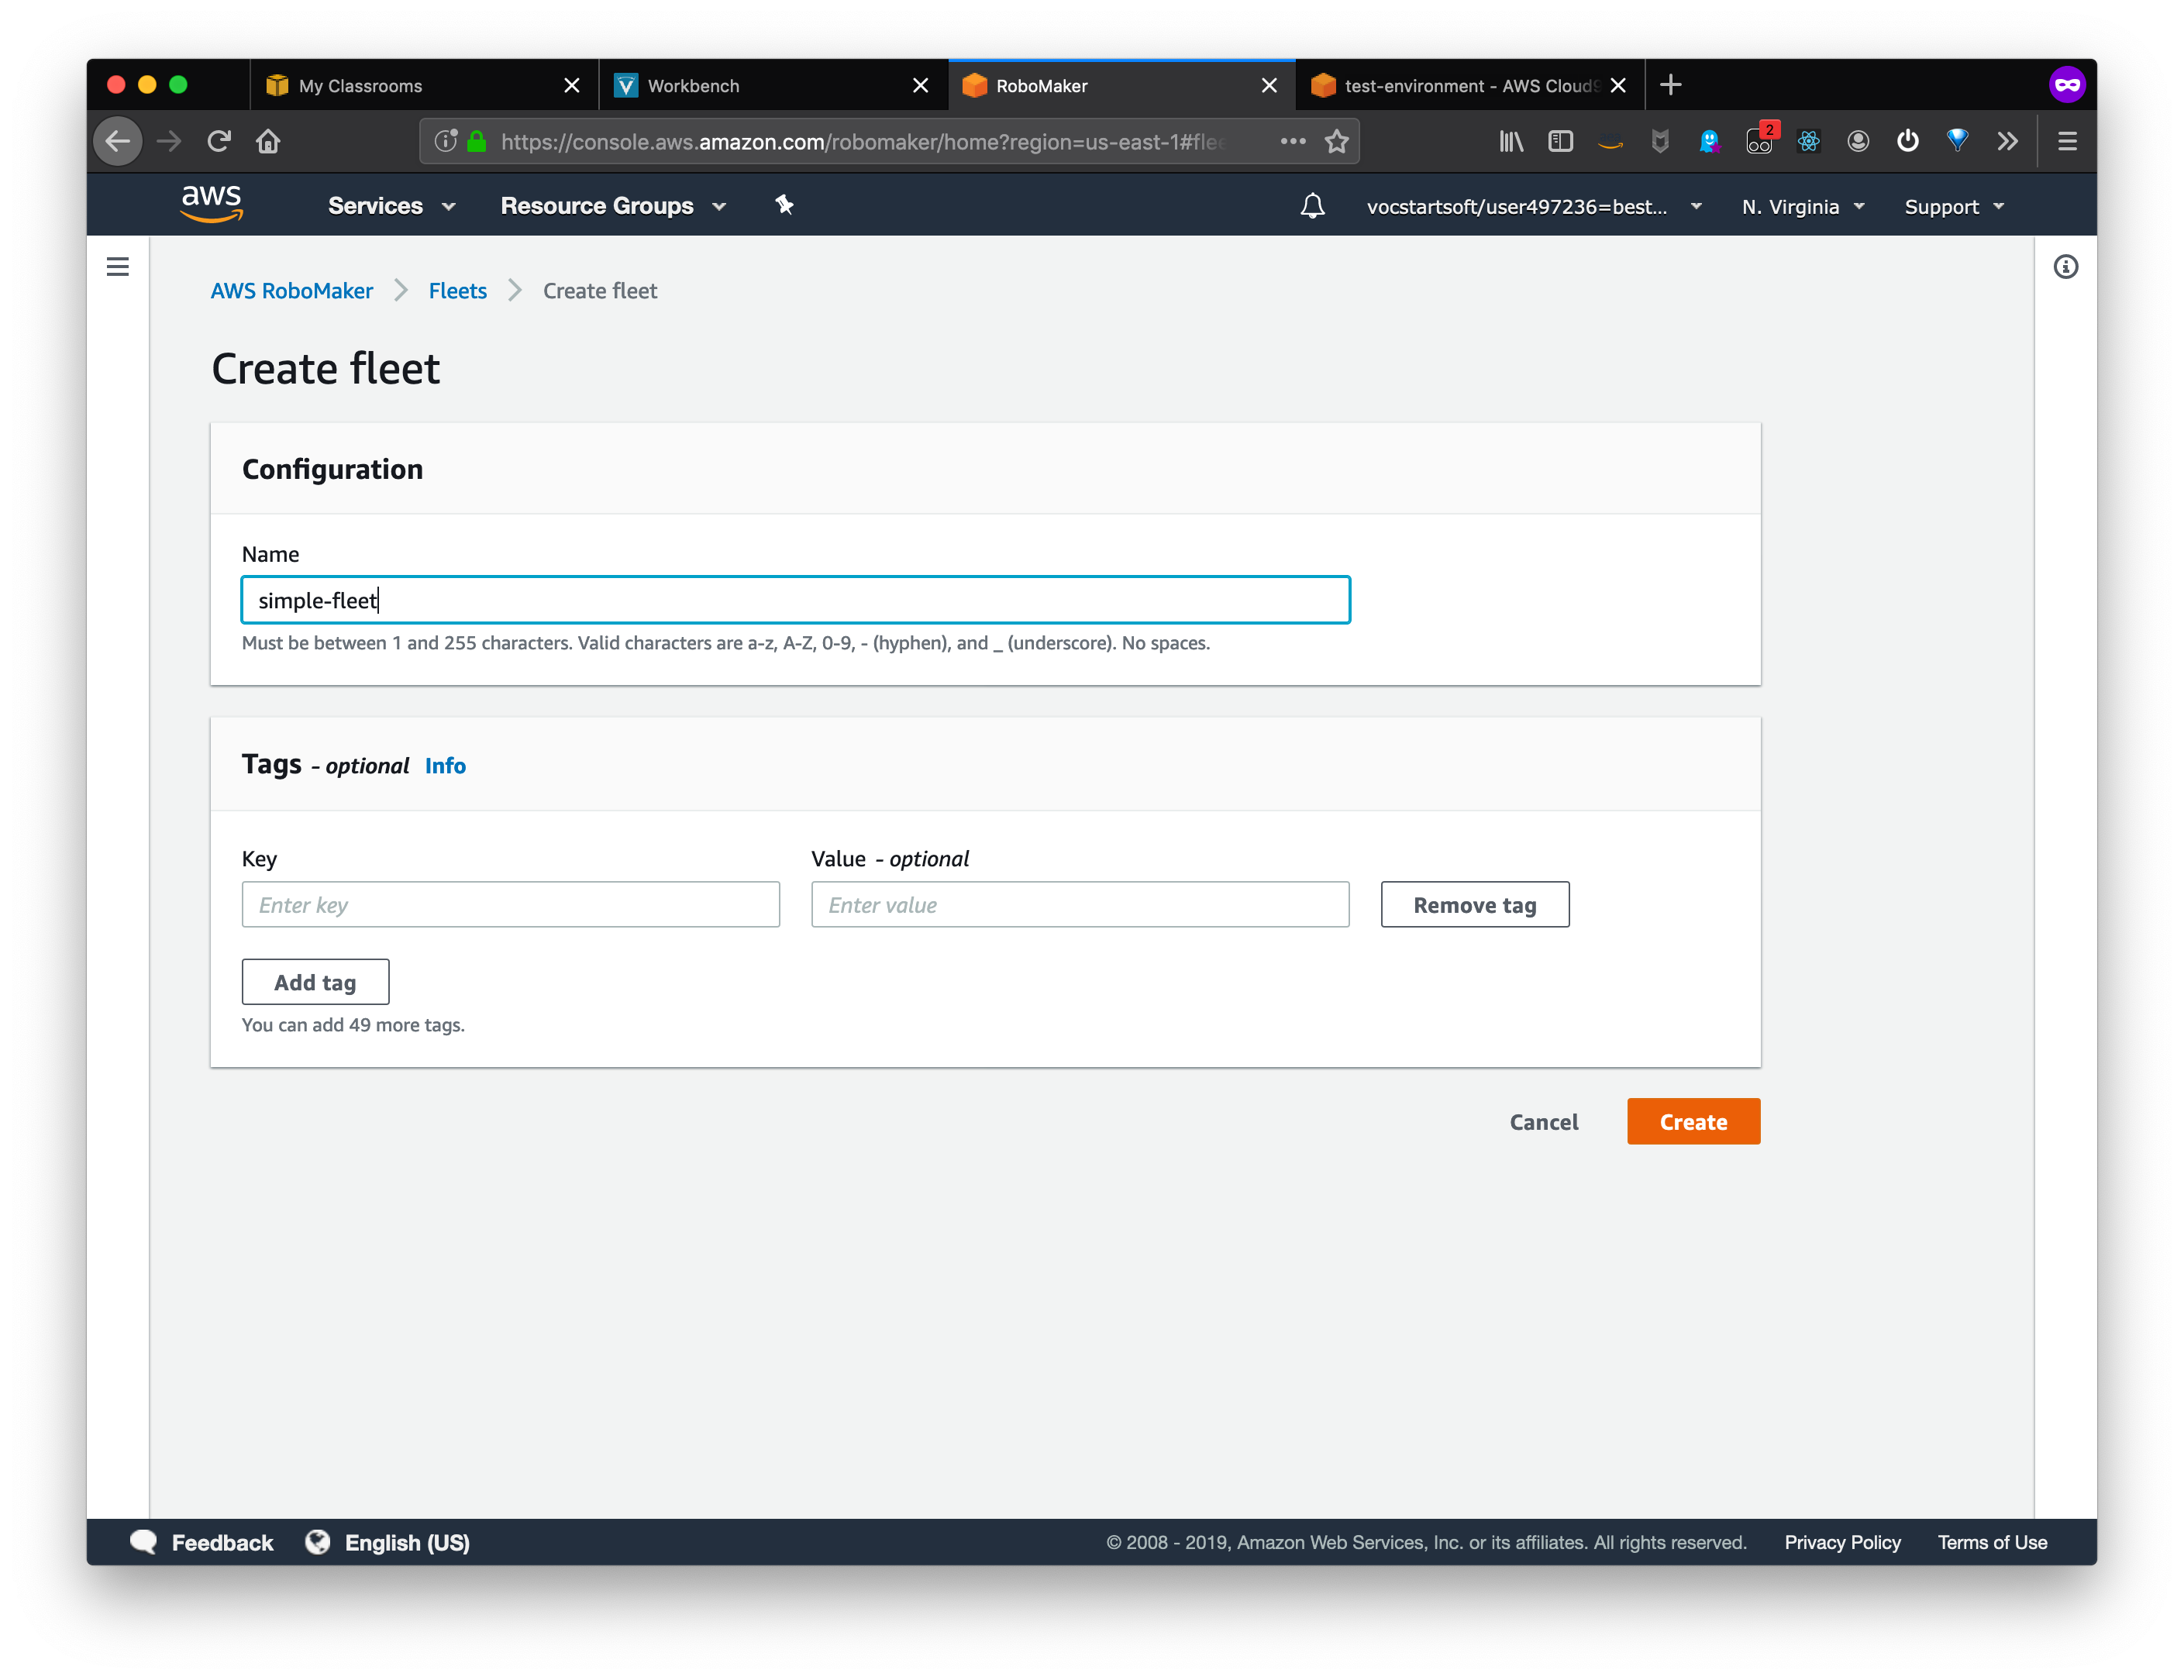 My Classrooms
Workbench
RoboMaker
test-environment - AWS Cloud9
https://console.aws.amazon.com/robomaker/home?region=us-east-1#flee
2
aws
Services
Resource Groups
vocstartsoft/user497236=best...
N. Virginia
Support
AWS RoboMaker > Fleets > Create fleet
Create fleet
Configuration
Name
simple-fleet
Must be between 1 and 255 characters. Valid characters are a-z, A-Z, 0-9, - (hyphen), and _ (underscore). No spaces.
Tags - optional Info
Key
Value - optional
Enter key
Enter value
Remove tag
Add tag
You can add 49 more tags.
Cancel
Create
Feedback
English (US)
© 2008 - 2019, Amazon Web Services, Inc. or its affiliates. All rights reserved.
Privacy Policy
Terms of Use